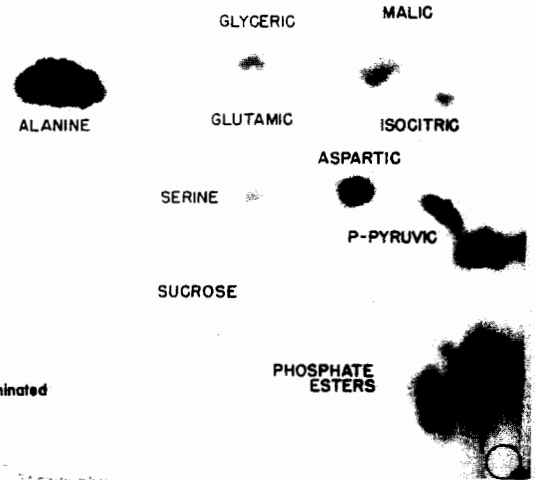 MALIC
GLYCERIC
ALANINE
GLUTAMIC
ISOCITRIC
ASPARTIC
SERINE
P-PYRUVIC
SUCROSE
PHOSPHATE
ESTERS